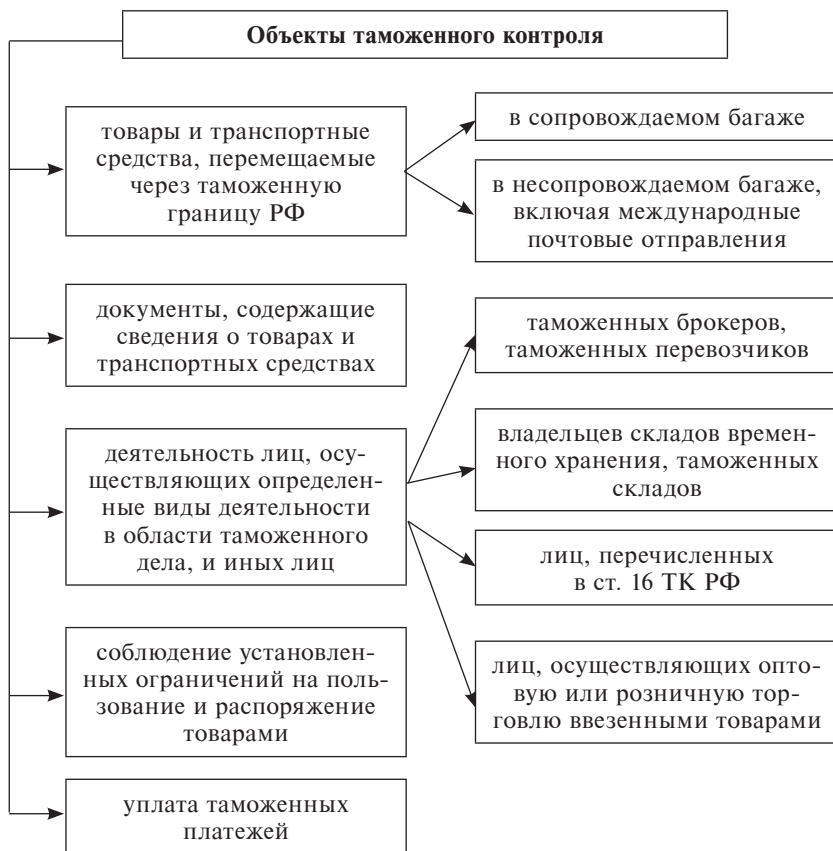 Объекты таможенного контроля
товары и транспортные
средства, перемещаемые
через таможенную
границу РФ
в сопровождаемом багаже
в несопровождаемом багаже,
включая международные
почтовые отправления
документы, содержащие
сведения о товарах и
транспортных средствах
деятельность лиц, осу-
ществляющих определен-
ные виды деятельности
в области таможенного
дела, и иных лиц
таможенных брокеров,
таможенных перевозчиков
владельцев складов времен-
ного хранения, таможенных
складов
лиц, перечисленных
в ст. 16 ТК РФ
лиц, осуществляющих опто-
вую или розничную тор-
говлю ввезенными товарами
соблюдение установлен-
ных ограничений на поль-
зование и распоряжение
товарами
уплата таможенных
платежей